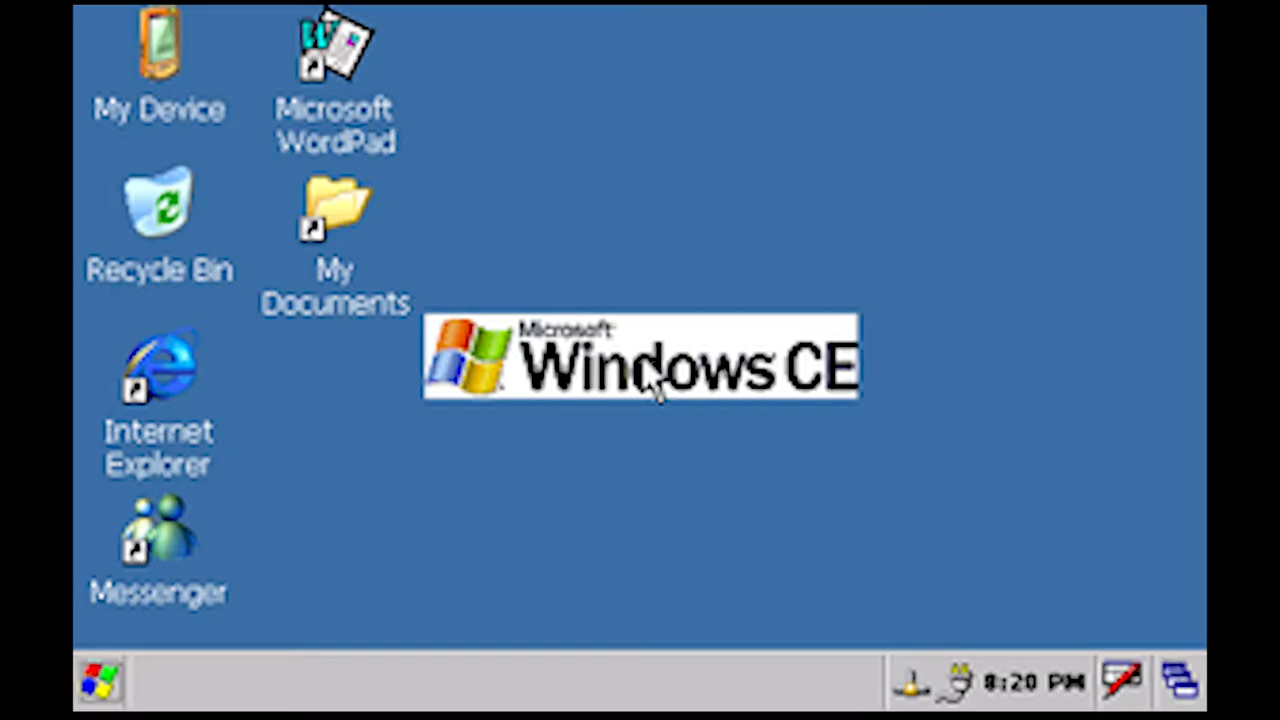 My Device
Microsoft
WordPad
Recycle Bin
My
Documents
Microsoft
Windows CE
Internet
Explorer
Messenger
8:20 PM